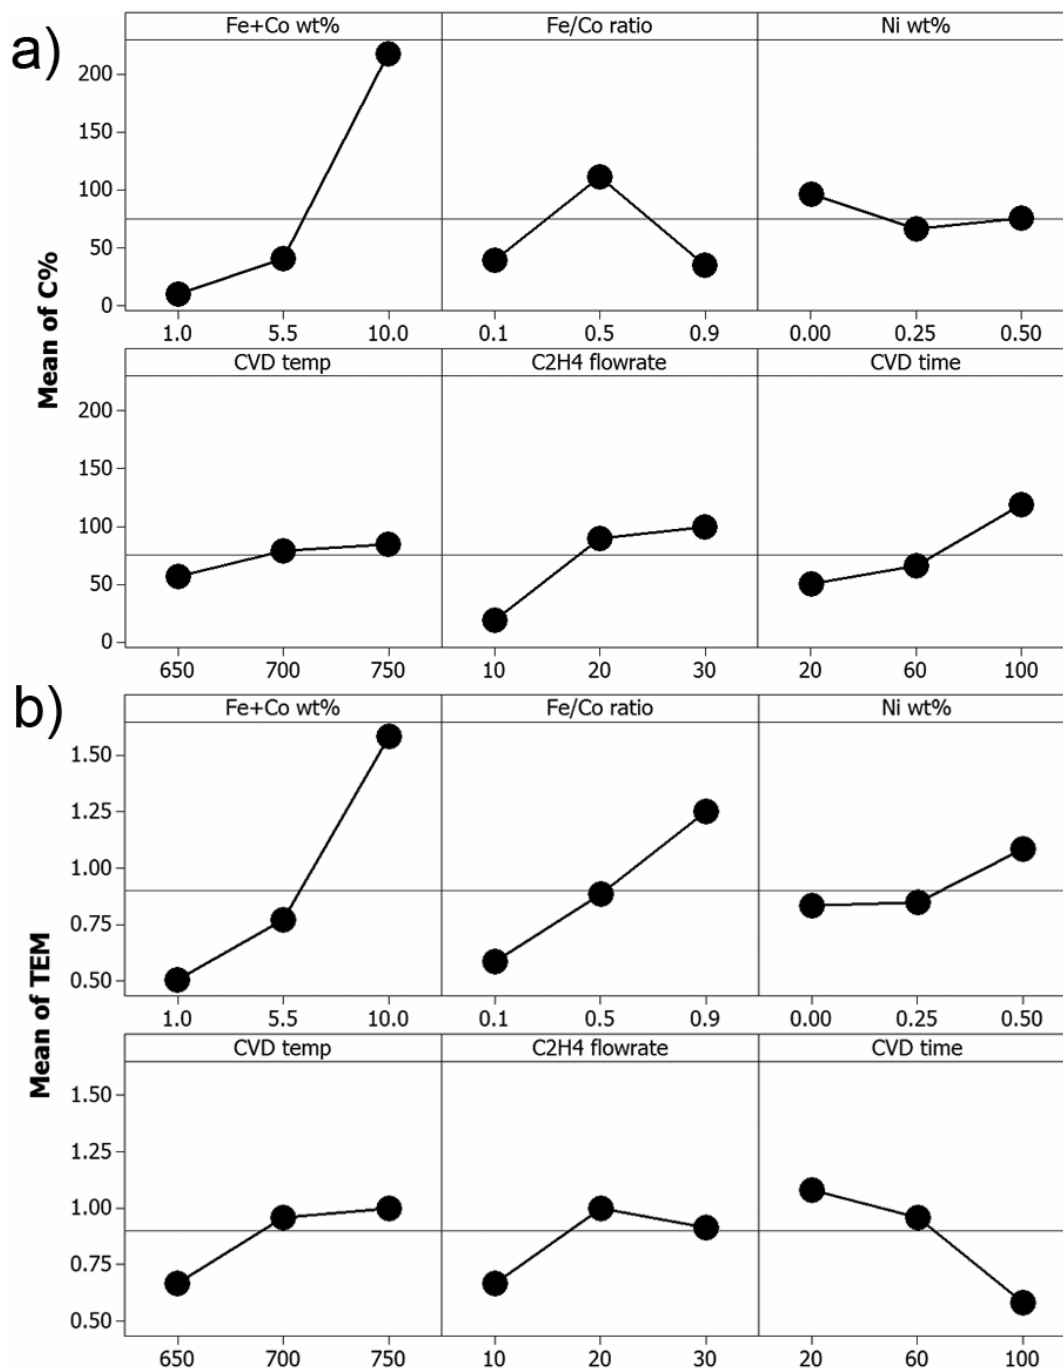 a)
Mean of C%
Fe+Co wt% Fe/Co ratio Ni wt%
200
150
100
50
0
1.0 5.5 10.0 0.1 0.5 0.9 0.00 0.25 0.50
CVD temp C2H4 flowrate CVD time
200
150
100
50
0
650 700 750 10 20 30 20 60 100
b)
Mean of TEM
Fe+Co wt% Fe/Co ratio Ni wt%
1.50
1.25
1.00
0.75
0.50
1.0 5.5 10.0 0.1 0.5 0.9 0.00 0.25 0.50
CVD temp C2H4 flowrate CVD time
1.50
1.25
1.00
0.75
0.50
650 700 750 10 20 30 20 60 100